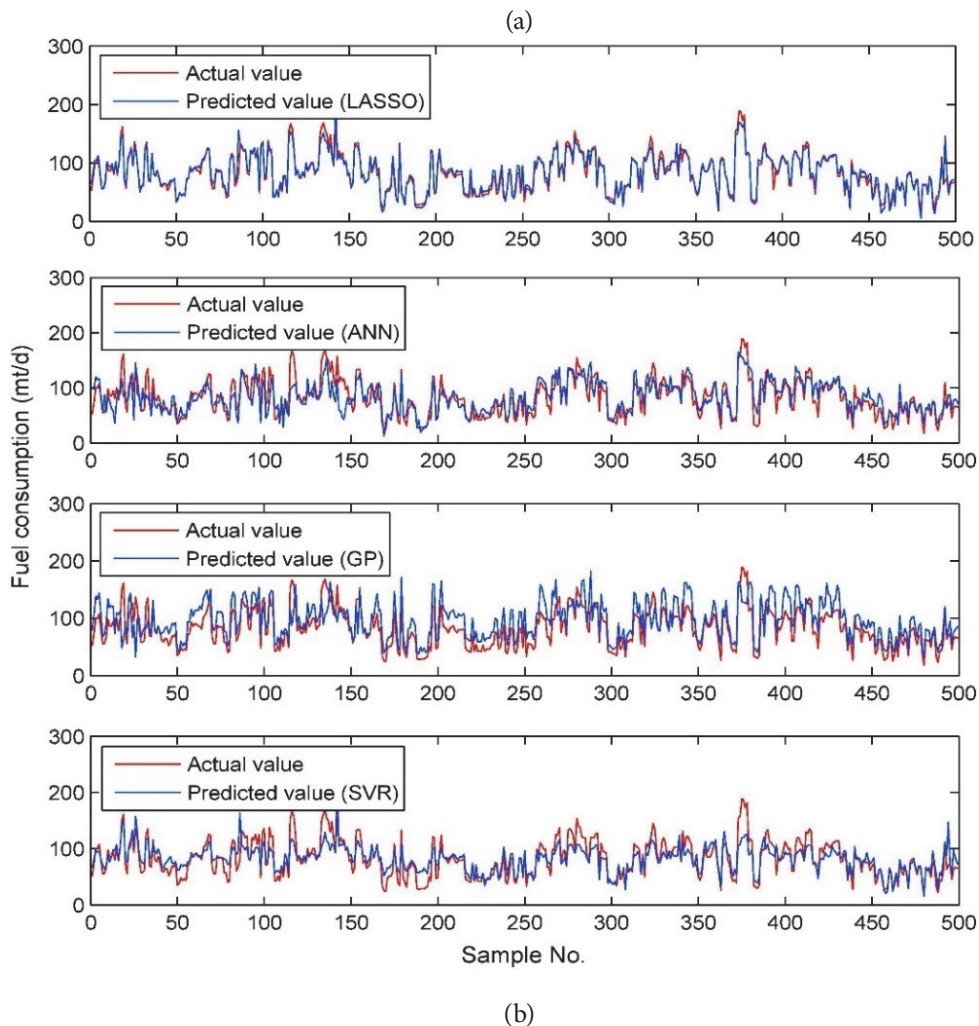 (a)
300
200
100
0
Actual value
Predicted value (LASSO)
0 50 100 150 200 250 300 350 400 450 500
300
200
100
0
Actual value
Predicted value (ANN)
0 50 100 150 200 250 300 350 400 450 500
Fuel consumption (mt/d)
300
200
100
0
Actual value
Predicted value (GP)
0 50 100 150 200 250 300 350 400 450 500
300
200
100
0
Actual value
Predicted value (SVR)
0 50 100 150 200 250 300 350 400 450 500
Sample No.
(b)